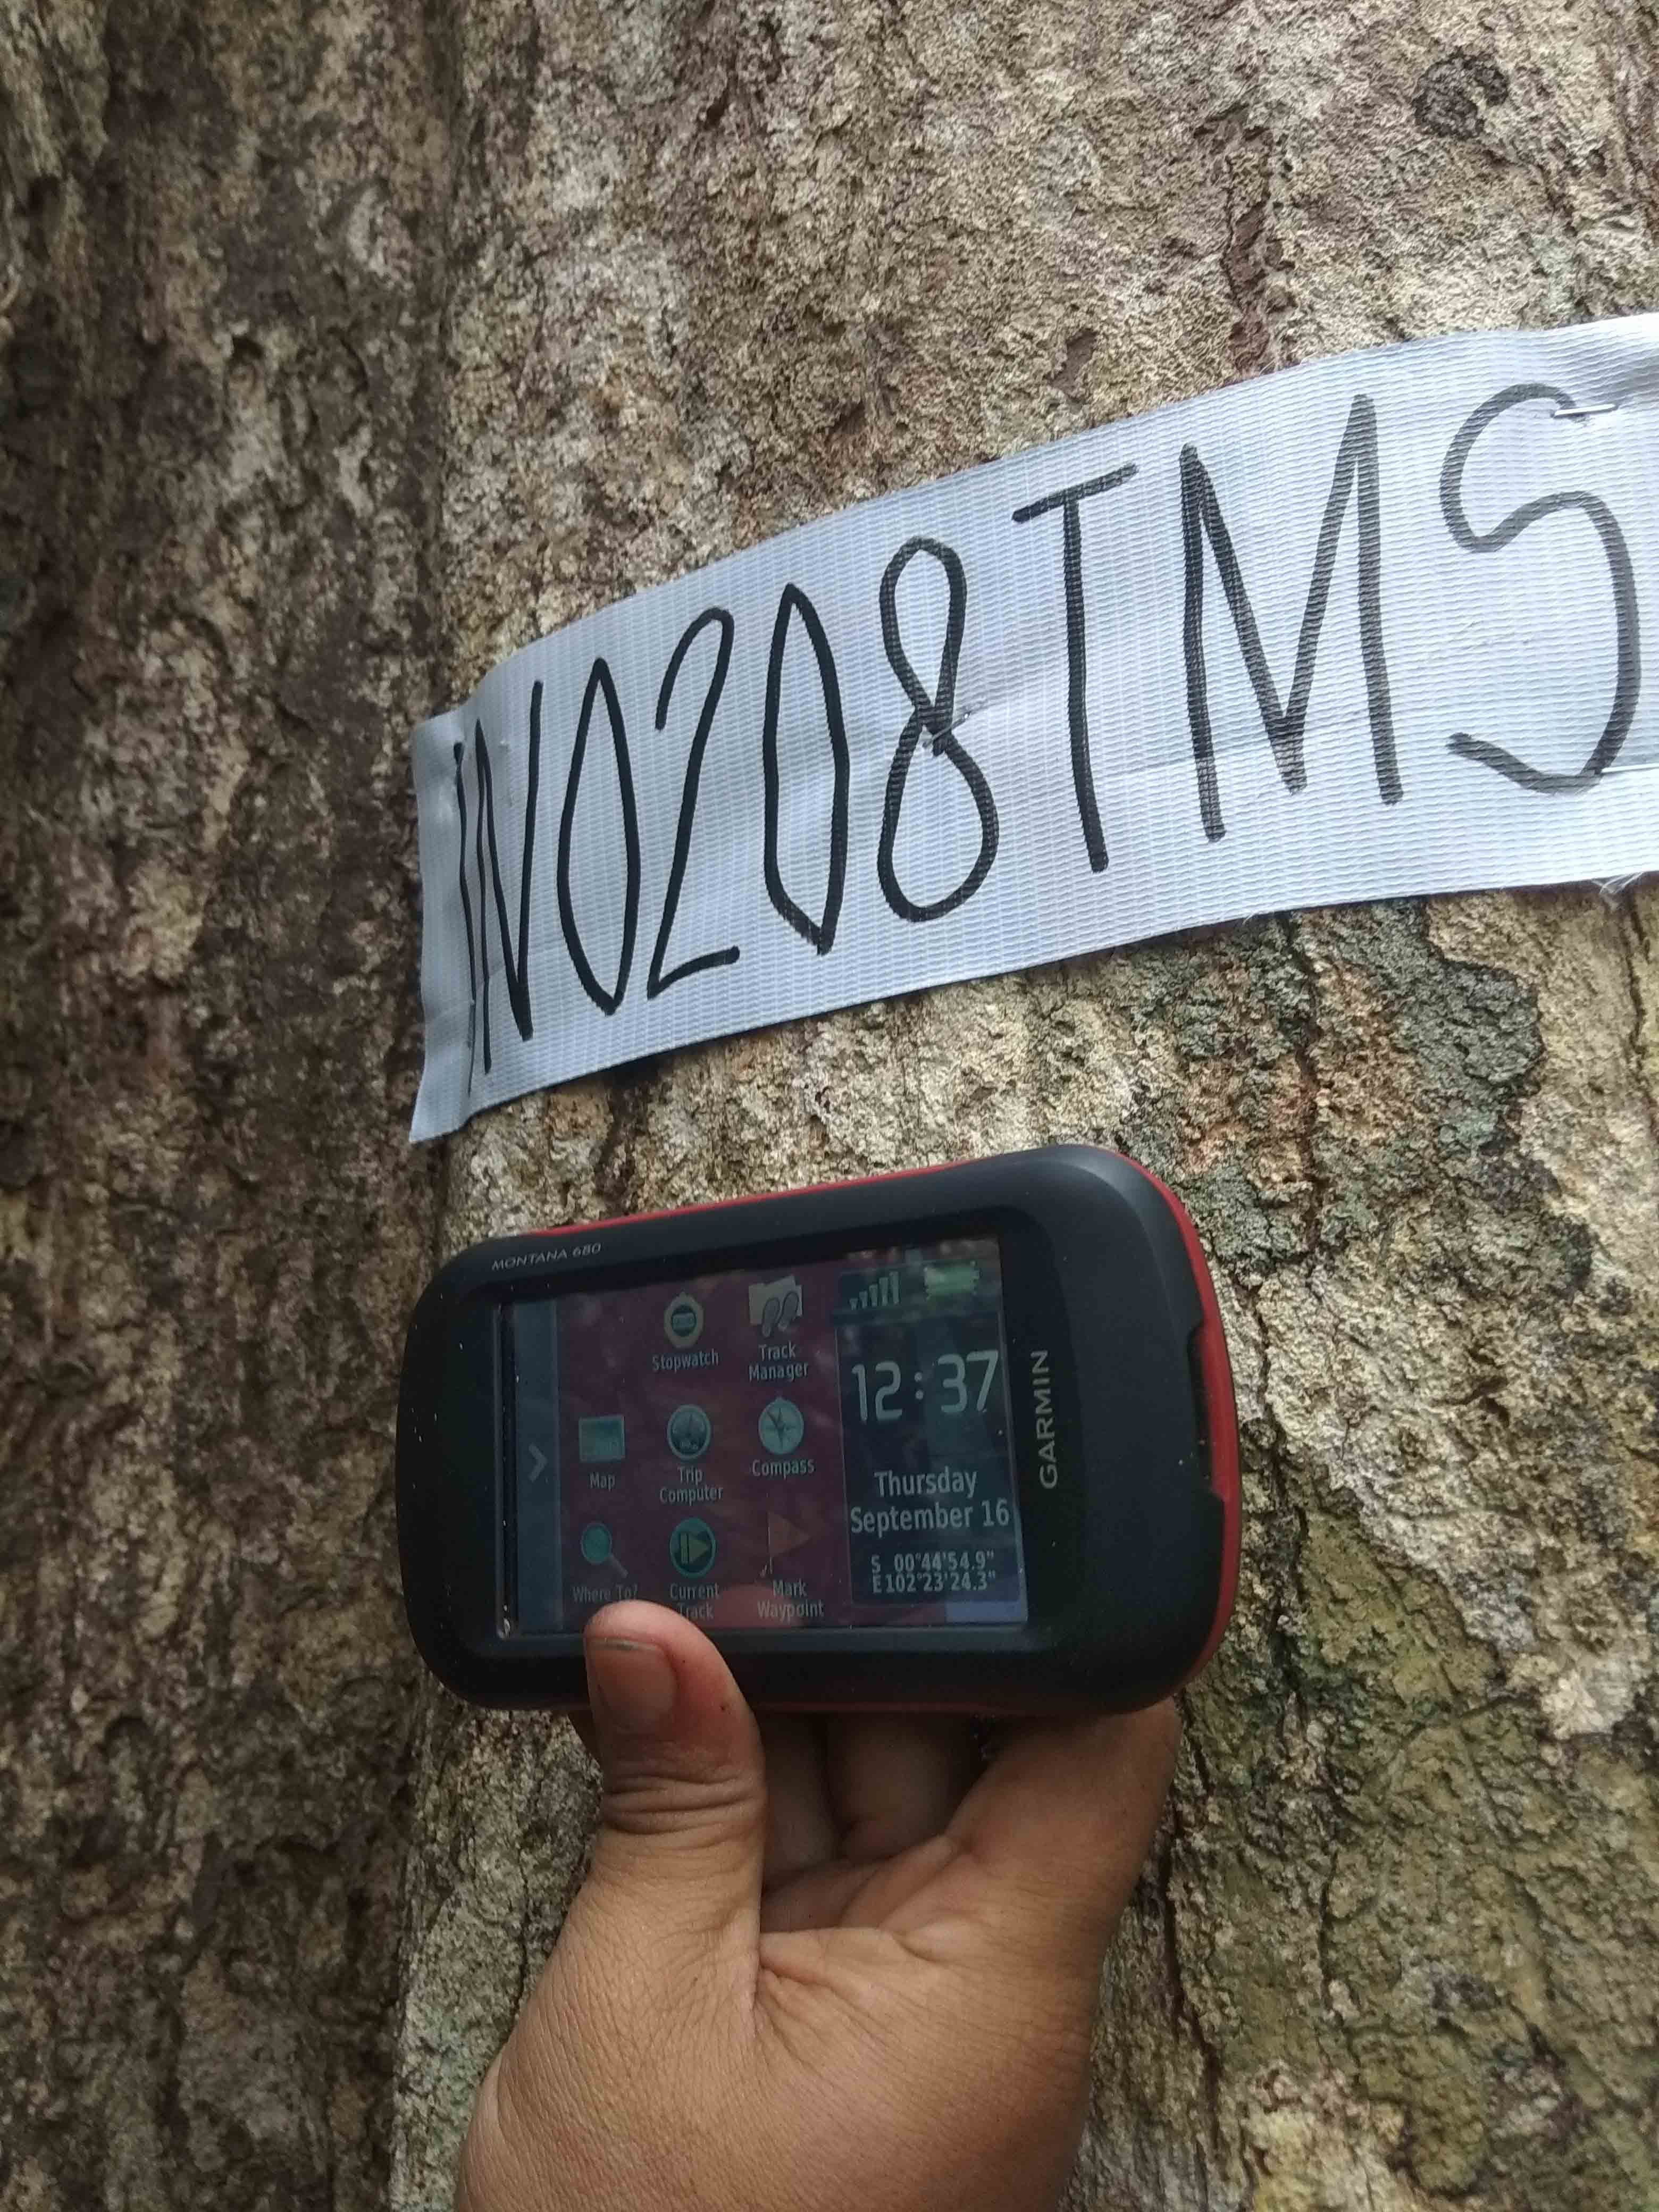 IN0208TMS
MONTANA 680
Stopwatch
Track
Manager
Map
Trip
Computer
Compass
Where To?
Current
Track
Mark
Waypoint
12:37
Thursday
September 16
S 00°44'54.9"
E102°23'24.3"
GARMIN